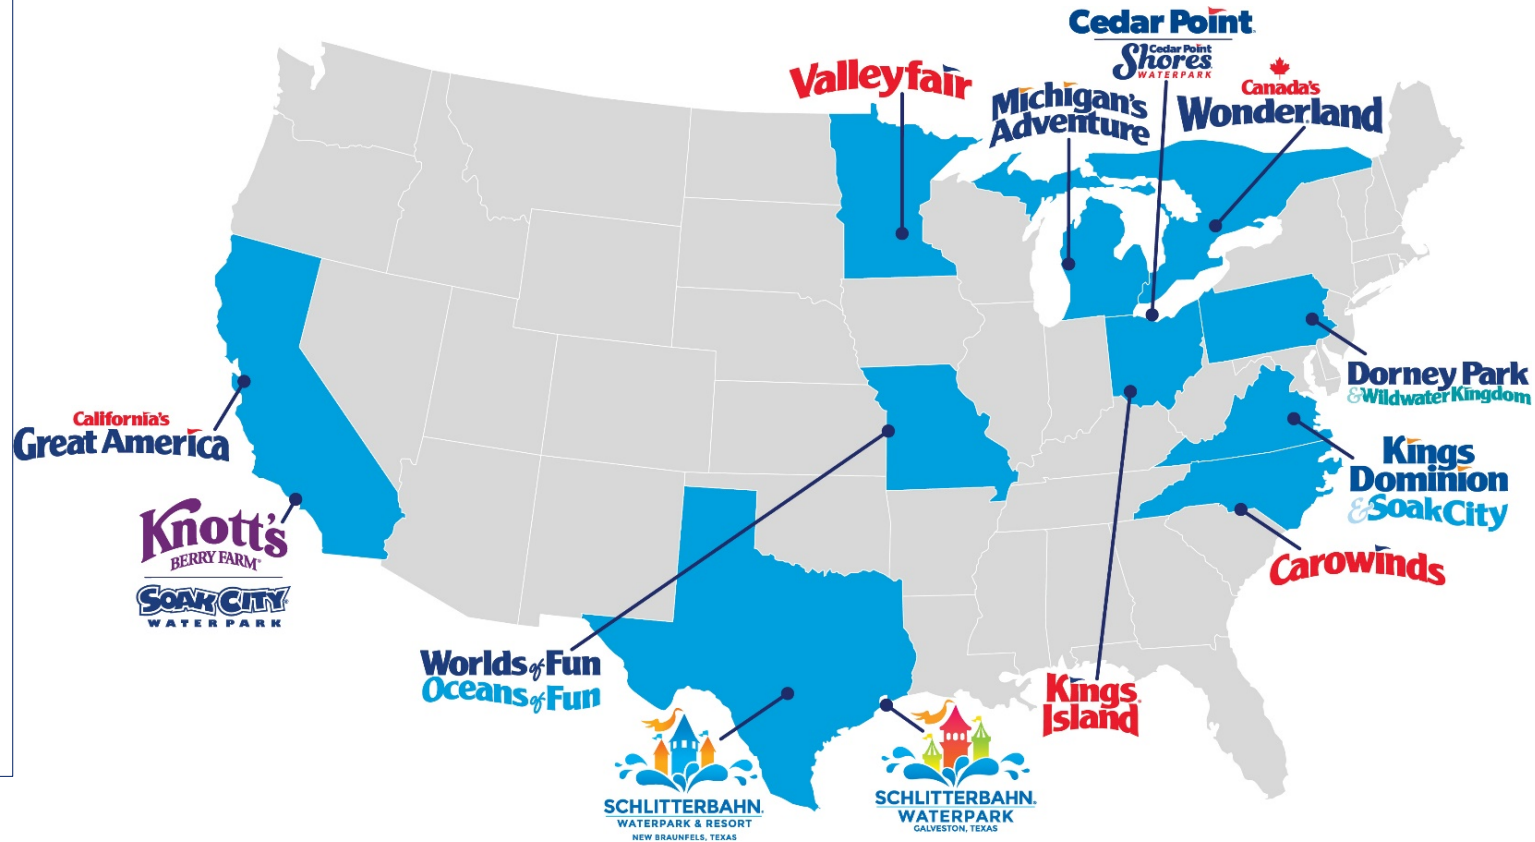 Cedar Point
Cedar Point
Shores
WATERPARK
Valleyfair
Michigan's
Adventure
Canada's
Wonderland
Dorney Park
&Wildwater Kingdom
Kings
Dominion
&Soak City
Carowinds
California's
Great America
Knott's
BERRY FARM
SOAK CITY
WATERPARK
Worlds of Fun
Oceans of Fun
Kings
Island
SCHLITTERBAHN
WATERPARK & RESORT
NEW BRAUNFELS, TEXAS
SCHLITTERBAHN
WATERPARK
GALVESTON, TEXAS